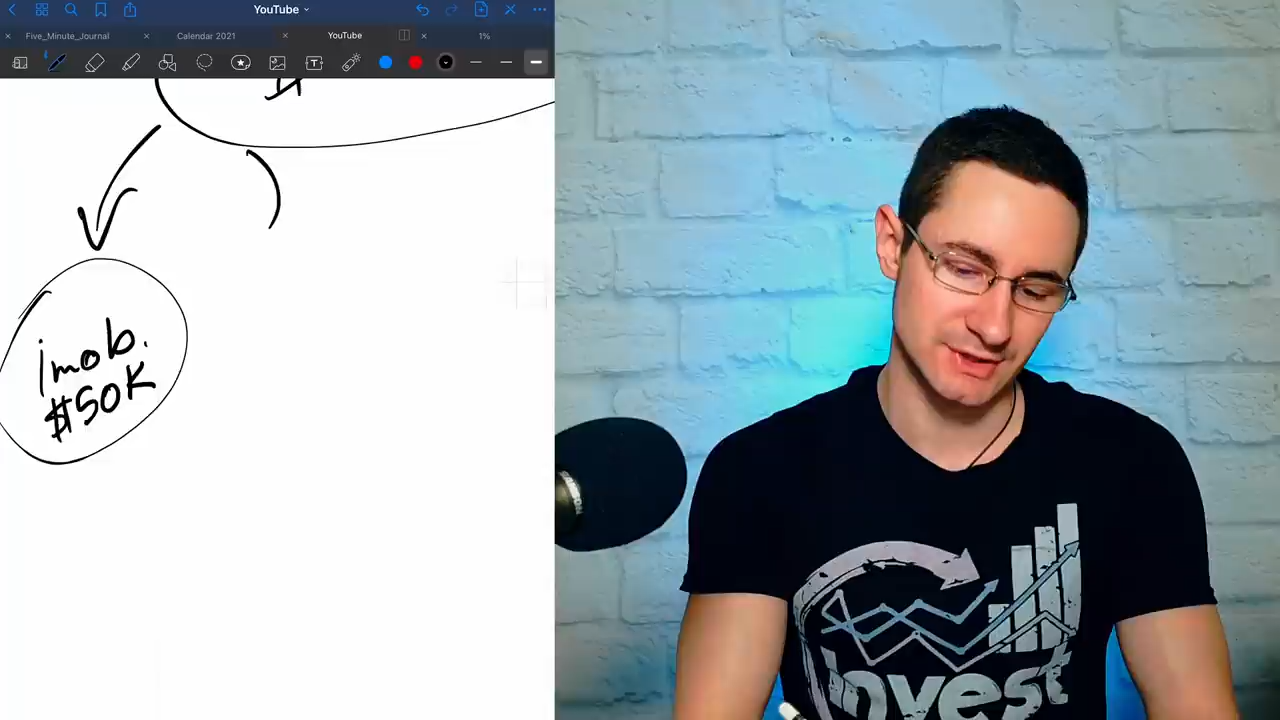 YouTube
Five_Minute_Journal
Calendar 2021
YouTube
1%
T
imob.
$50K
invest